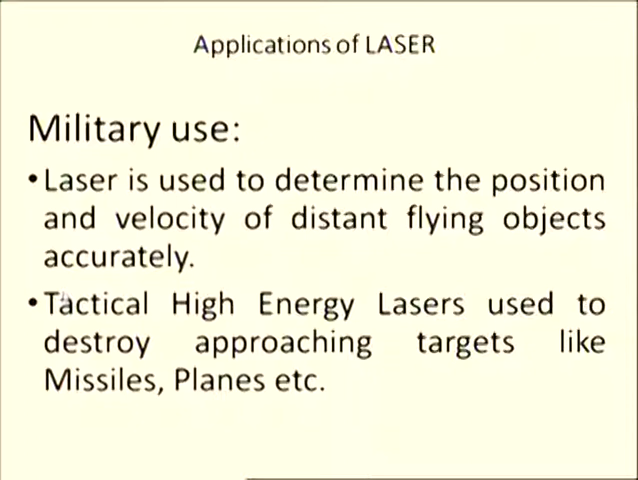 Applications of LASER
Military use:
•Laser is used to determine the position
and velocity of distant flying objects
accurately.
•Tactical High Energy Lasers used to
destroy approaching targets like
Missiles, Planes etc.